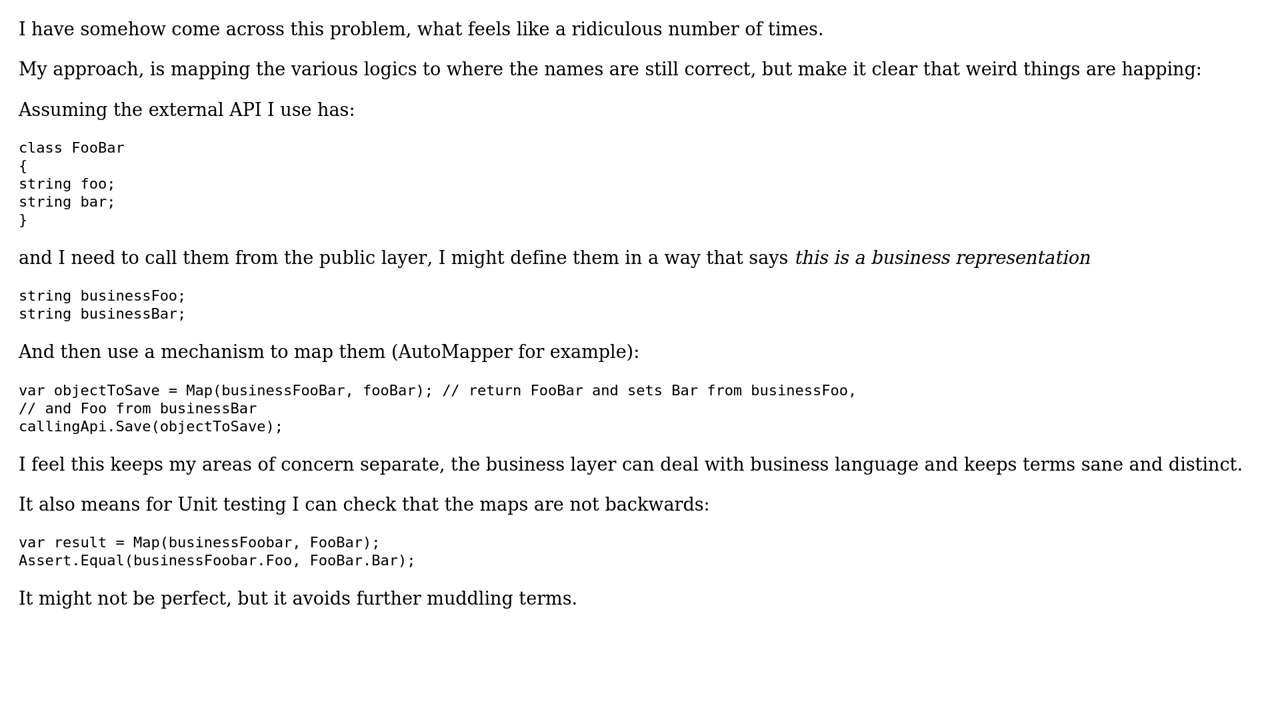 I have somehow come across this problem, what feels like a ridiculous number of times.
My approach, is mapping the various logics to where the names are still correct, but make it clear that weird things are happing:
Assuming the external API I use has:
class FooBar
{
string foo;
string bar;
}
and I need to call them from the public layer, I might define them in a way that says this is a business representation
string businessFoo;
string businessBar;
And then use a mechanism to map them (AutoMapper for example):
var objectToSave = Map(businessFooBar, fooBar); // return FooBar and sets Bar from businessFoo,
// and Foo from businessBar
callingApi.Save(objectToSave);
I feel this keeps my areas of concern separate, the business layer can deal with business language and keeps terms sane and distinct.
It also means for Unit testing I can check that the maps are not backwards:
var result = Map(businessFoobar, FooBar);
Assert.Equal(businessFoobar.Foo, FooBar.Bar);
It might not be perfect, but it avoids further muddling terms.